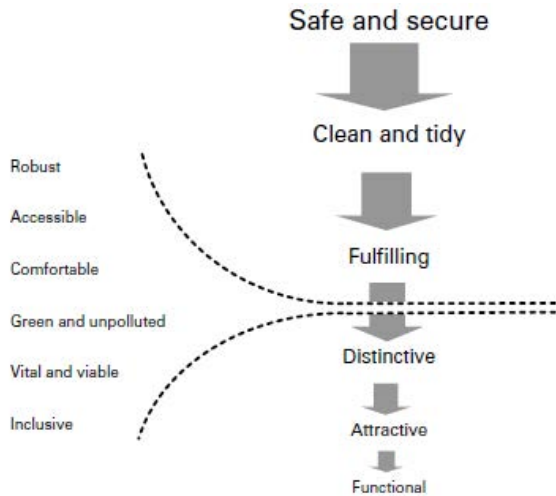 Safe and secure
Clean and tidy
Robust
Accessible
Fulfilling
Comfortable
Green and unpolluted
Distinctive
Vital and viable
Inclusive
Attractive
Functional